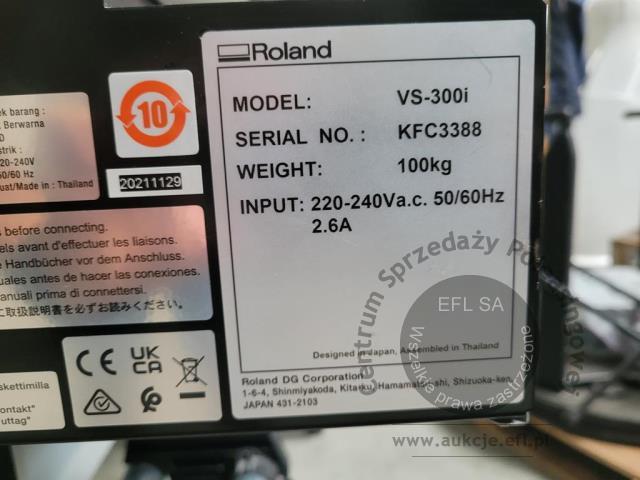 Roland
MODEL: VS-300i
SERIAL NO. : KFC3388
WEIGHT: 100kg
INPUT: 220-240Va.c. 50/60Hz
2.6A
Designed in Japan, Assembled in Thailand
Roland DG Corporation
1-6-4, Shinmiyakoda, Kita-ku, Hamamatsu-shi, Shizuoka-ken,
JAPAN 431-2103
10
20211129
ek barang :
Berwarna
D
strik :
20-240V
50/60 Hz
uat/Made in : Thailand
s before connecting.
els avant d'effectuer les liaisons.
e Handbücher vor dem Anschluss.
uales antes de hacer las conexiones.
anuali prima di connettersi.
に取扱説明書を必ずお読みください。
skettimilla
ontakt"
uttag"
CE
UK
CA
Centrum Sprzedaży
EFL SA
wszelkie prawa zastrzeżone
www.aukcje.efl.pl